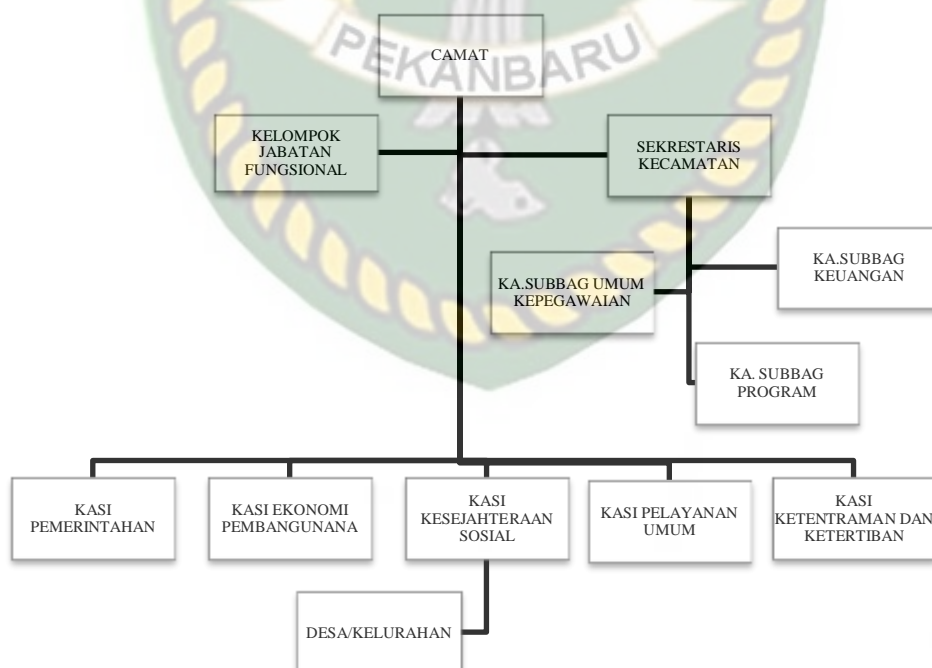 PEKANBARU
CAMAT
KELOMPOK
JABATAN
FUNGSIONAL
SEKRESTARIS
KECAMATAN
KA.SUBBAG UMUM
KEPEGAWAIAN
KA.SUBBAG
KEUANGAN
KA. SUBBAG
PROGRAM
KASI
PEMERINTAHAN
KASI EKONOMI
PEMBANGUNANA
KASI
KESEJAHTERAAN
SOSIAL
KASI PELAYANAN
UMUM
KASI
KETENTRAMAN DAN
KETERTIBAN
DESA/KELURAHAN